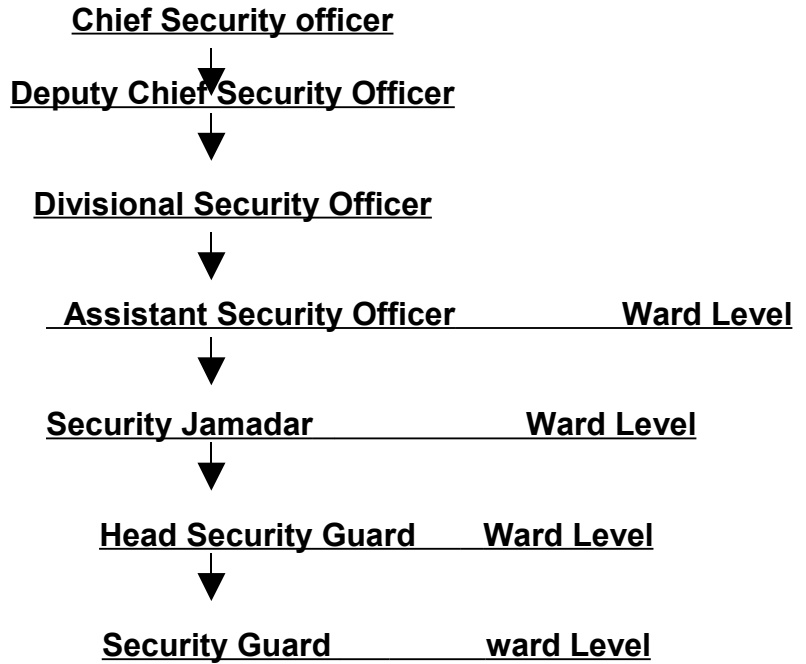 Chief Security officer
Deputy Chief Security Officer
Divisional Security Officer
Assistant Security Officer Ward Level
Security Jamadar Ward Level
Head Security Guard Ward Level
Security Guard ward Level